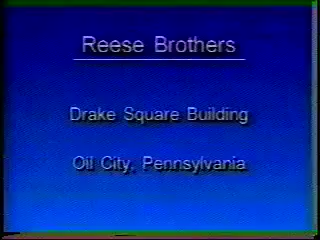 Reese Brothers
Drake Square Building
Oil City, Pennsylvania